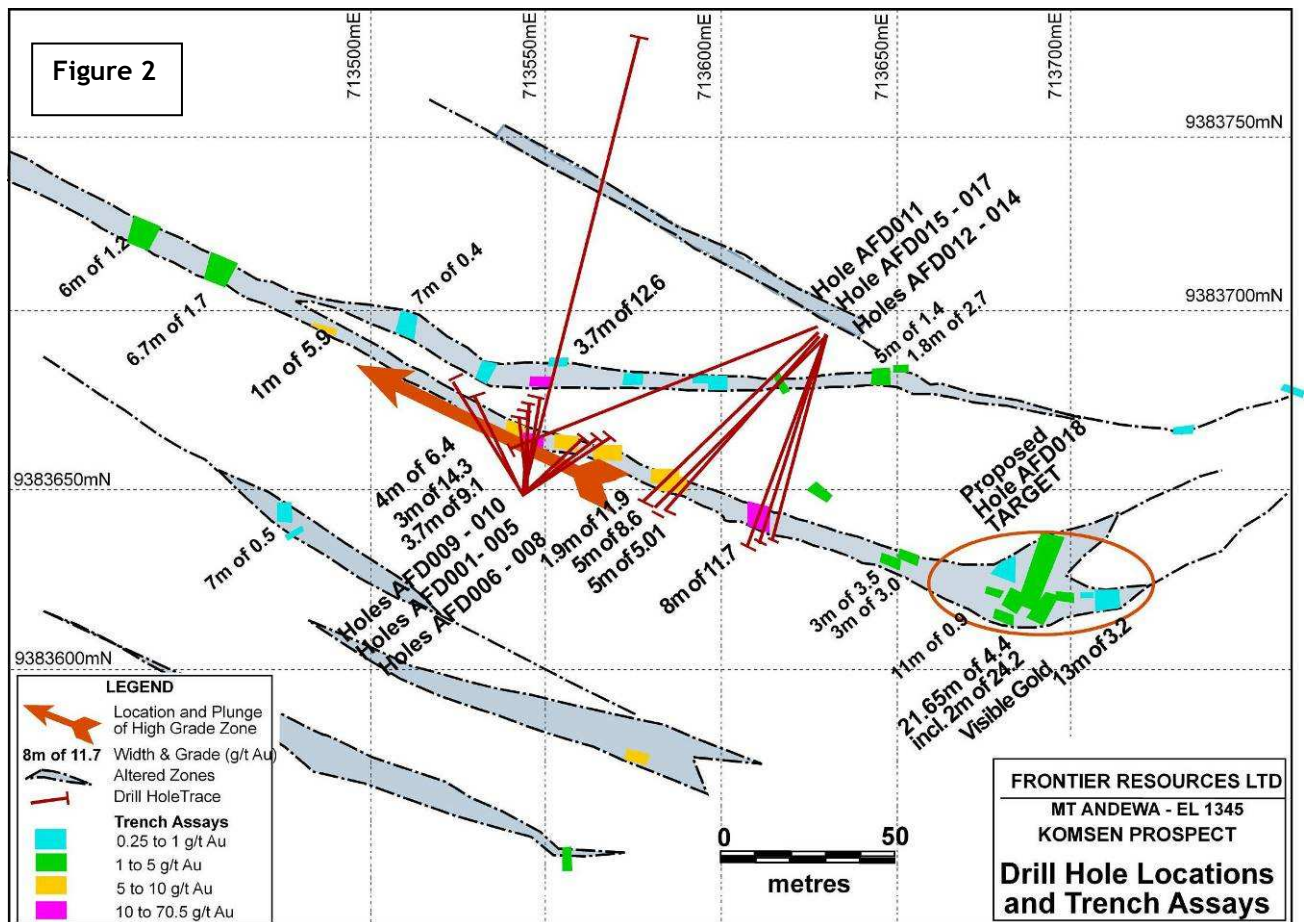 Figure 2
713500mE
713550mE
713600mE
713650mE
713700mE
9383750mN
9383700mN
9383650mN
9383600mN
6m of 1.2
6.7m of 1.7
1m of 5.9
7m of 0.4
3.7m of 12.6
Hole AFD011
Hole AFD015 - 017
Holes AFD012 - 014
5m of 1.4
1.8m of 2.7
7m of 0.5
4m of 6.4
3m of 14.3
3.7m of 9.1
Holes AFD009 - 010
Holes AFD001- 005
Holes AFD006 - 008
1.9m of 11.9
5m of 8.6
5m of 5.01
8m of 11.7
3m of 3.5
3m of 3.0
Proposed
Hole AFD018
TARGET
11m of 0.9
21.65m of 4.4
incl. 2m of 24.2
Visible Gold
13m of 3.2
LEGEND
Location and Plunge
of High Grade Zone
8m of 11.7 Width & Grade (g/t Au)
Altered Zones
Drill HoleTrace
Trench Assays
0.25 to 1 g/t Au
1 to 5 g/t Au
5 to 10 g/t Au
10 to 70.5 g/t Au
0 50
metres
FRONTIER RESOURCES LTD
MT ANDEWA - EL 1345
KOMSEN PROSPECT
Drill Hole Locations
and Trench Assays